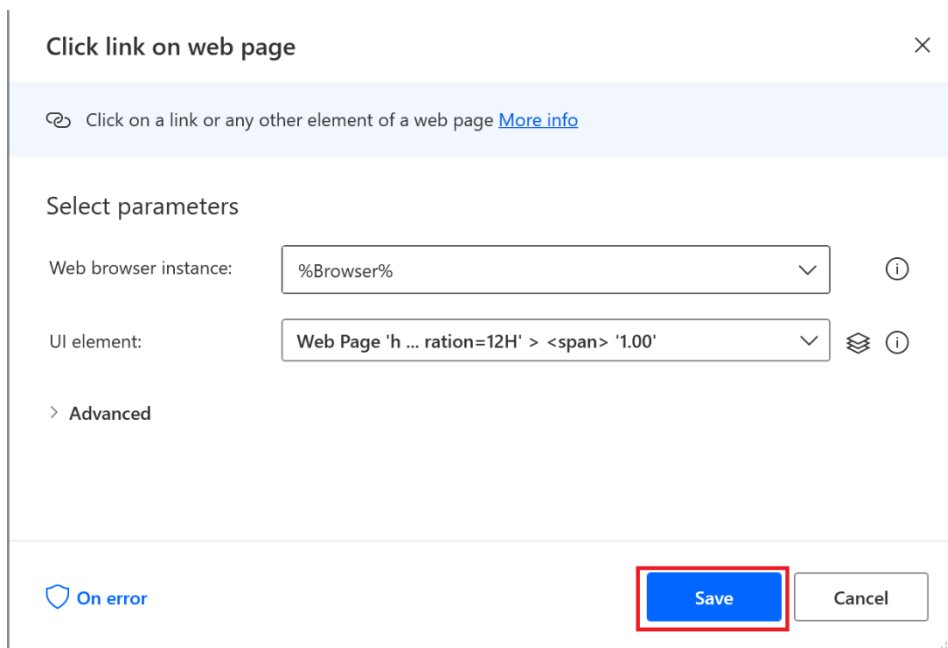 Click link on web page
Click on a link or any other element of a web page More info
Select parameters
Web browser instance:
%Browser%
UI element:
Web Page 'h ... ration=12H' > <span> '1.00'
Advanced
On error
Save
Cancel